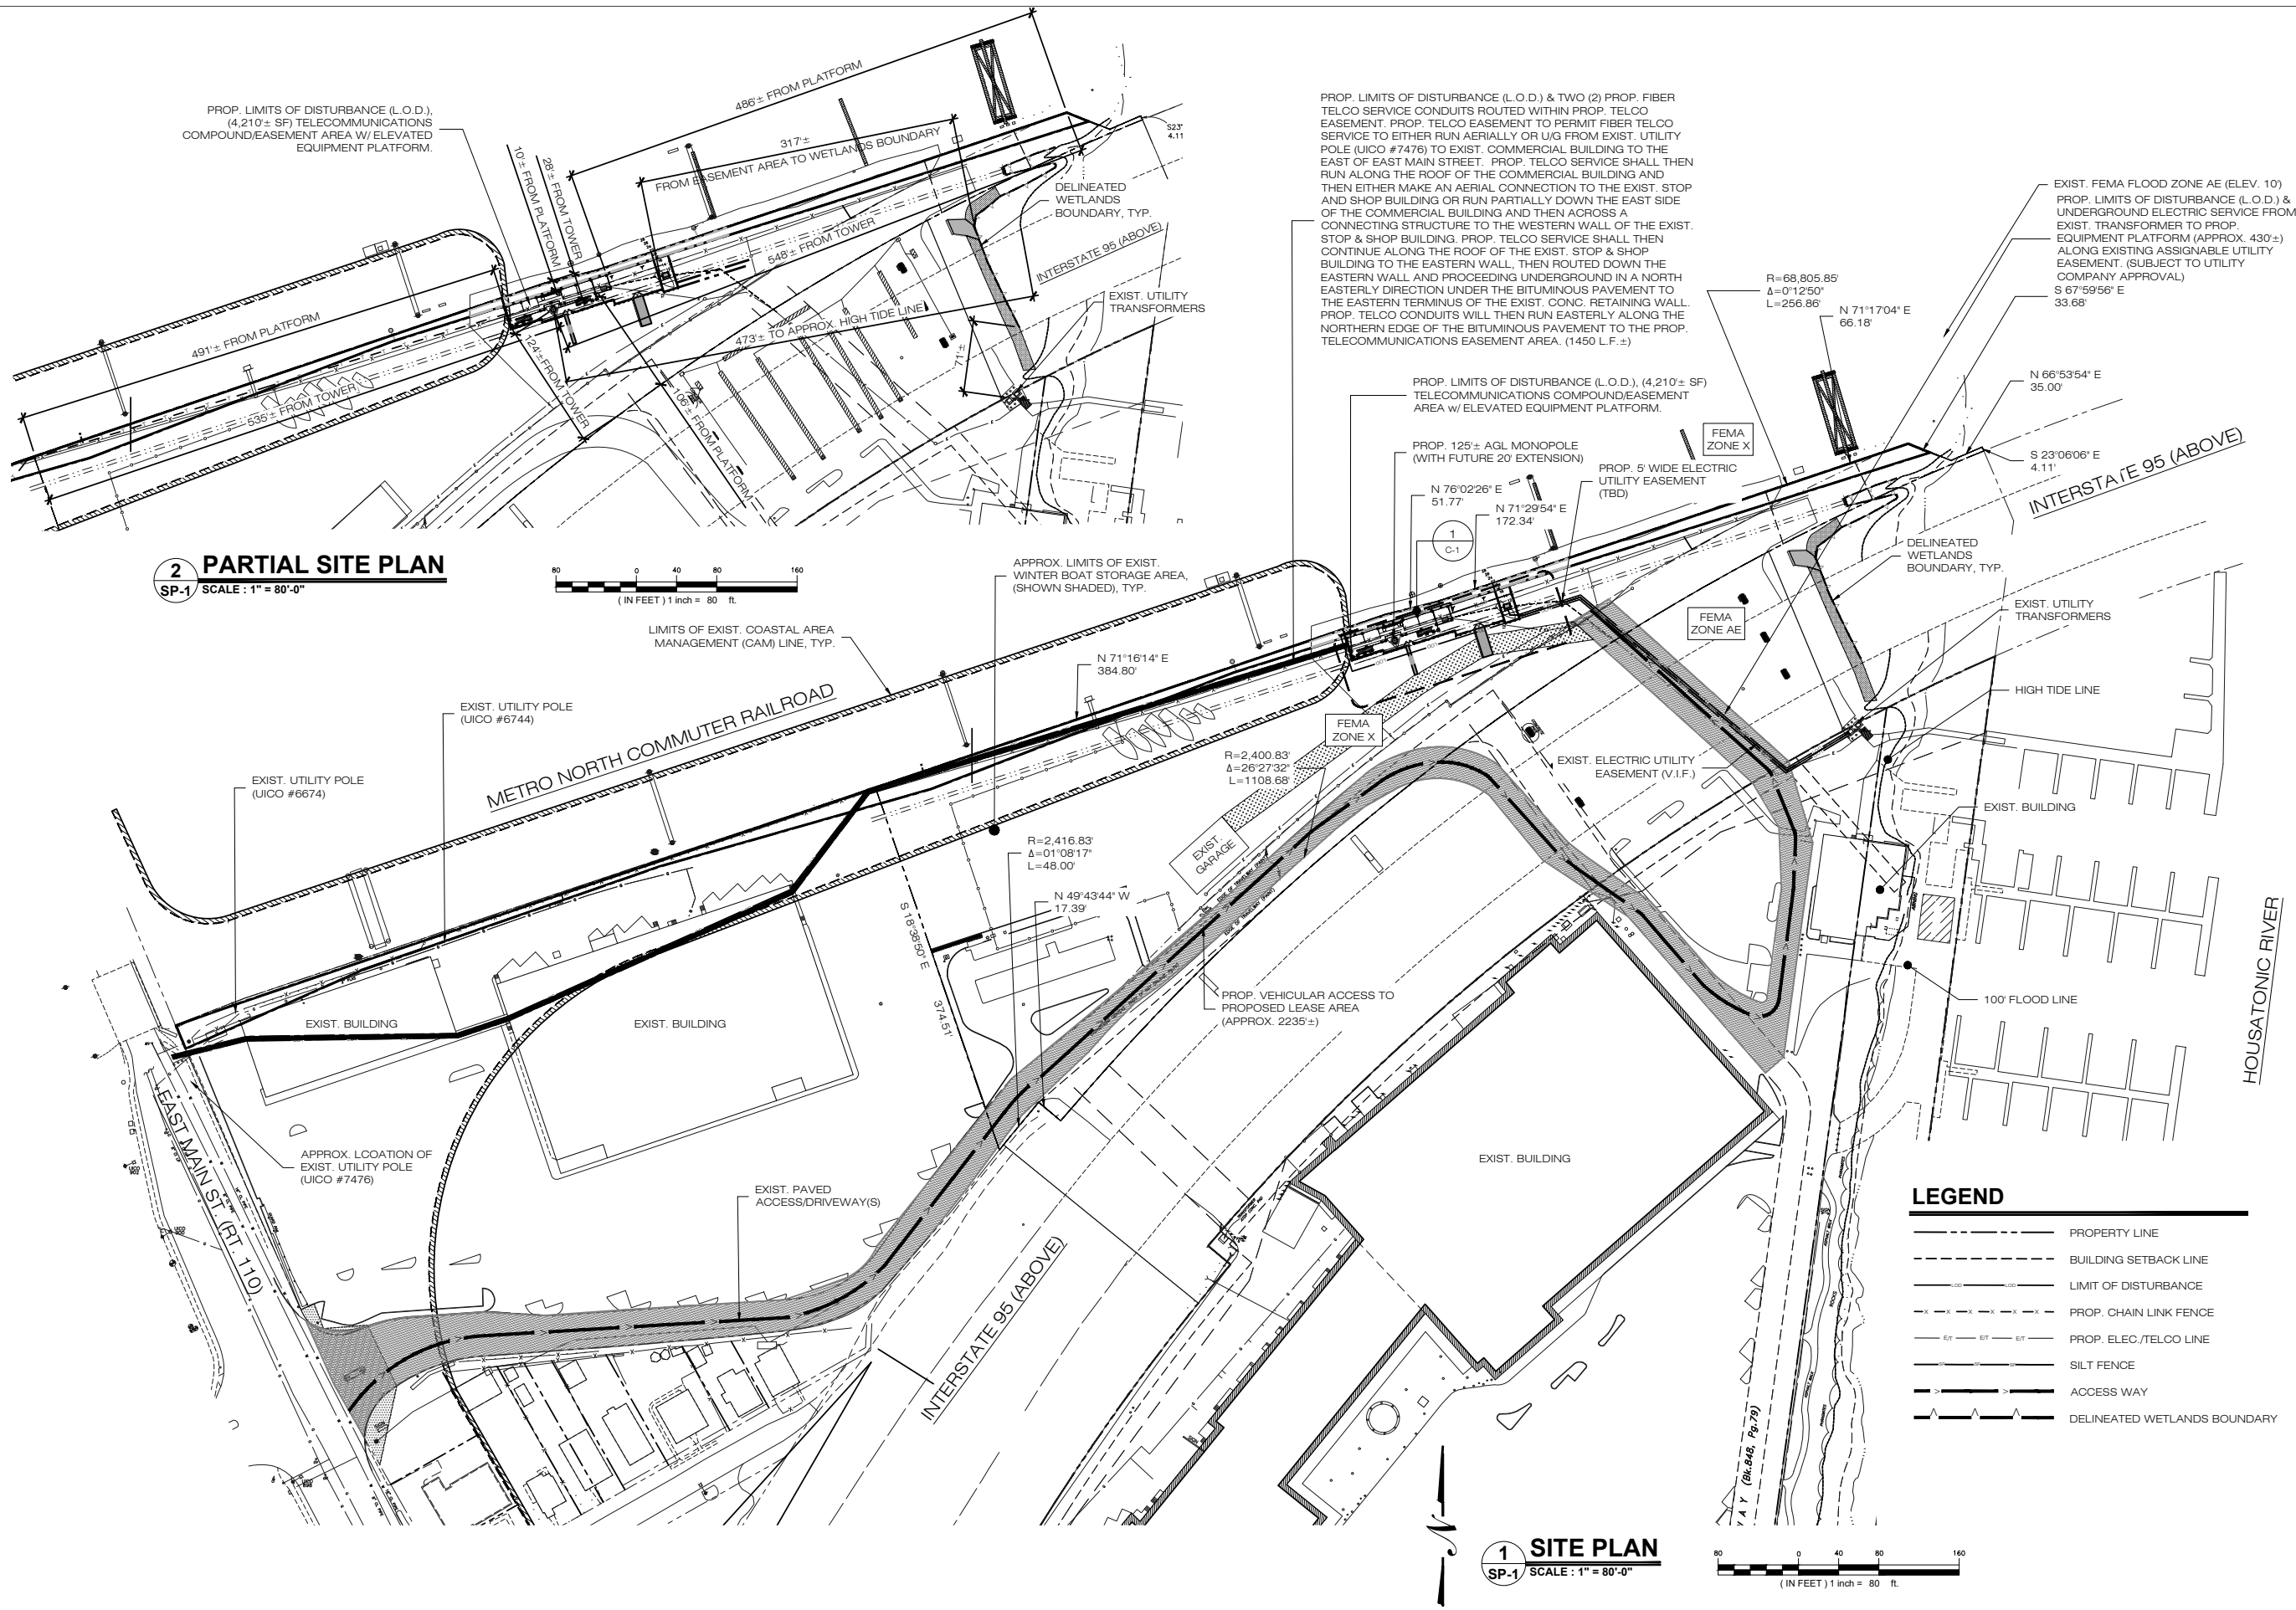 PROP. LIMITS OF DISTURBANCE (L.O.D.),
(4,210'± SF) TELECOMMUNICATIONS
COMPOUND/EASEMENT AREA W/ ELEVATED
EQUIPMENT PLATFORM.
10'± FROM PLATFORM
28'± FROM TOWER
486'± FROM PLATFORM
317'±
FROM EASEMENT AREA TO WETLANDS BOUNDARY
S23°
4.11
DELINEATED
WETLANDS
BOUNDARY, TYP.
548'± FROM TOWER
INTERSTATE 95 (ABOVE)
EXIST. UTILITY
TRANSFORMERS
491'± FROM PLATFORM
473'± TO APPROX. HIGH TIDE LINE
71'±
124'± FROM TOWER
535'± FROM TOWER
106'± FROM PLATFORM
2
SP-1
PARTIAL SITE PLAN
SCALE : 1" = 80'-0"
80 0 40 80 160
( IN FEET ) 1 inch = 80 ft.
PROP. LIMITS OF DISTURBANCE (L.O.D.) & TWO (2) PROP. FIBER
TELCO SERVICE CONDUITS ROUTED WITHIN PROP. TELCO
EASEMENT. PROP. TELCO EASEMENT TO PERMIT FIBER TELCO
SERVICE TO EITHER RUN AERIALLY OR U/G FROM EXIST. UTILITY
POLE (UICO #7476) TO EXIST. COMMERCIAL BUILDING TO THE
EAST OF EAST MAIN STREET. PROP. TELCO SERVICE SHALL THEN
RUN ALONG THE ROOF OF THE COMMERCIAL BUILDING AND
THEN EITHER MAKE AN AERIAL CONNECTION TO THE EXIST. STOP
AND SHOP BUILDING OR RUN PARTIALLY DOWN THE EAST SIDE
OF THE COMMERCIAL BUILDING AND THEN ACROSS A
CONNECTING STRUCTURE TO THE WESTERN WALL OF THE EXIST.
STOP & SHOP BUILDING. PROP. TELCO SERVICE SHALL THEN
CONTINUE ALONG THE ROOF OF THE EXIST. STOP & SHOP
BUILDING TO THE EASTERN WALL, THEN ROUTED DOWN THE
EASTERN WALL AND PROCEEDING UNDERGROUND IN A NORTH
EASTERLY DIRECTION UNDER THE BITUMINOUS PAVEMENT TO
THE EASTERN TERMINUS OF THE EXIST. CONC. RETAINING WALL.
PROP. TELCO CONDUITS WILL THEN RUN EASTERLY ALONG THE
NORTHERN EDGE OF THE BITUMINOUS PAVEMENT TO THE PROP.
TELECOMMUNICATIONS EASEMENT AREA. (1450 L.F.±)
EXIST. FEMA FLOOD ZONE AE (ELEV. 10')
PROP. LIMITS OF DISTURBANCE (L.O.D.) &
UNDERGROUND ELECTRIC SERVICE FROM
EXIST. TRANSFORMER TO PROP.
EQUIPMENT PLATFORM (APPROX. 430'±)
ALONG EXISTING ASSIGNABLE UTILITY
EASEMENT. (SUBJECT TO UTILITY
COMPANY APPROVAL)
S 67°59'56" E
33.68'
R=68,805.85'
Δ=0°12'50"
L=256.86'
N 71°17'04" E
66.18'
N 66°53'54" E
35.00'
PROP. LIMITS OF DISTURBANCE (L.O.D.), (4,210'± SF)
TELECOMMUNICATIONS COMPOUND/EASEMENT
AREA w/ ELEVATED EQUIPMENT PLATFORM.
PROP. 125'± AGL MONOPOLE
(WITH FUTURE 20' EXTENSION)
FEMA
ZONE X
PROP. 5' WIDE ELECTRIC
UTILITY EASEMENT
(TBD)
S 23°06'06" E
4.11'
INTERSTATE 95 (ABOVE)
N 76°02'26" E
51.77'
N 71°29'54" E
172.34'
1
C-1
DELINEATED
WETLANDS
BOUNDARY, TYP.
APPROX. LIMITS OF EXIST.
WINTER BOAT STORAGE AREA,
(SHOWN SHADED), TYP.
LIMITS OF EXIST. COASTAL AREA
MANAGEMENT (CAM) LINE, TYP.
FEMA
ZONE AE
EXIST. UTILITY
TRANSFORMERS
N 71°16'14" E
384.80'
HIGH TIDE LINE
METRO NORTH COMMUTER RAILROAD
EXIST. UTILITY POLE
(UICO #6744)
FEMA
ZONE X
R=2,400.83'
Δ=26°27'32"
L=1108.68'
EXIST. ELECTRIC UTILITY
EASEMENT (V.I.F.)
EXIST. UTILITY POLE
(UICO #6674)
EXIST. BUILDING
EXIST.
GARAGE
R=2,416.83'
Δ=01°08'17"
L=48.00'
N 49°43'44" W
17.39'
S 18°38'50" E
374.51'
HOUSATONIC RIVER
100' FLOOD LINE
PROP. VEHICULAR ACCESS TO
PROPOSED LEASE AREA
(APPROX. 2235'±)
EXIST. BUILDING
EXIST. BUILDING
EAST MAIN ST. (RT. 110)
APPROX. LCOATION OF
EXIST. UTILITY POLE
(UICO #7476)
EXIST. PAVED
ACCESS/DRIVEWAY(S)
EXIST. BUILDING
INTERSTATE 95 (ABOVE)
W A Y (Bk.848, Pg.79)
LEGEND
PROPERTY LINE
BUILDING SETBACK LINE
LOD LOD LIMIT OF DISTURBANCE
X X X X X X PROP. CHAIN LINK FENCE
E/T E/T E/T PROP. ELEC./TELCO LINE
SF SF SF SILT FENCE
ACCESS WAY
DELINEATED WETLANDS BOUNDARY
N
1
SP-1
SITE PLAN
SCALE : 1" = 80'-0"
80 0 40 80 160
( IN FEET ) 1 inch = 80 ft.